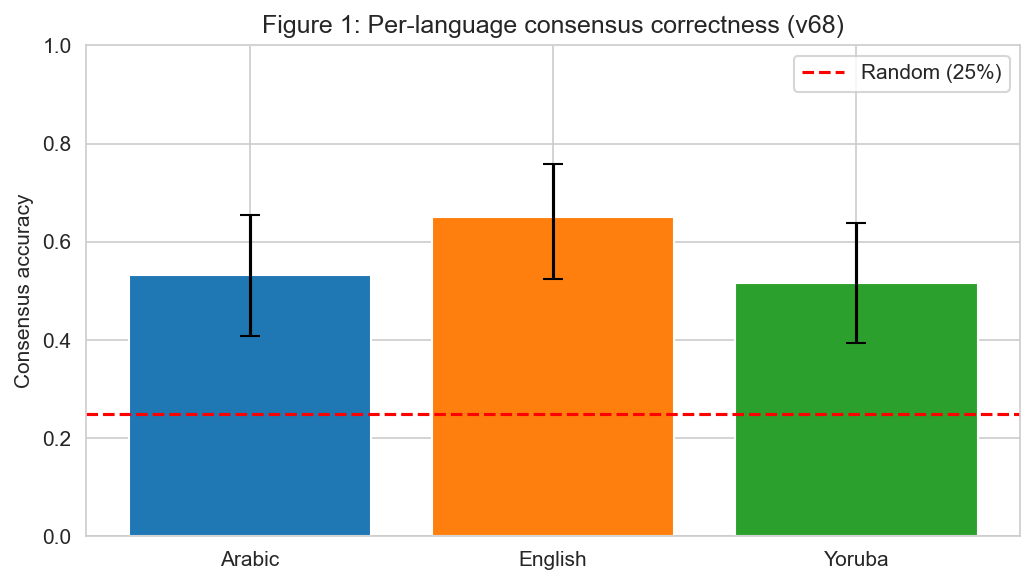 Figure 1: Per-language consensus correctness (v68)
1.0
Random (25%)
0.8
0.6
Consensus accuracy
0.4
0.2
0.0
Arabic English Yoruba